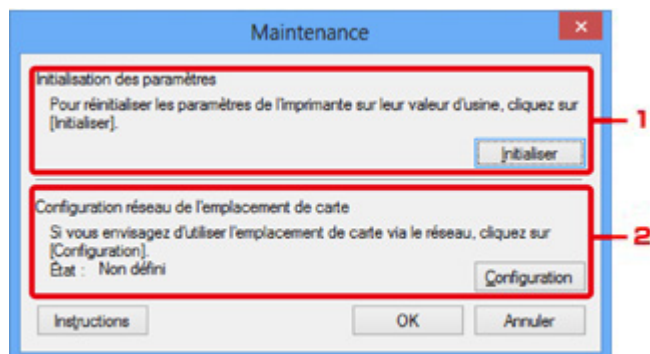 Maintenance
Initialisation des paramètres
Pour réinitialiser les paramètres de l'imprimante sur leur valeur d'usine, cliquez sur
[Initialiser].
1
Initialiser
Configuration réseau de l'emplacement de carte
Si vous envisagez d'utiliser l'emplacement de carte via le réseau, cliquez sur
[Configuration].
2
État : Non défini
Configuration
Instructions OK Annuler